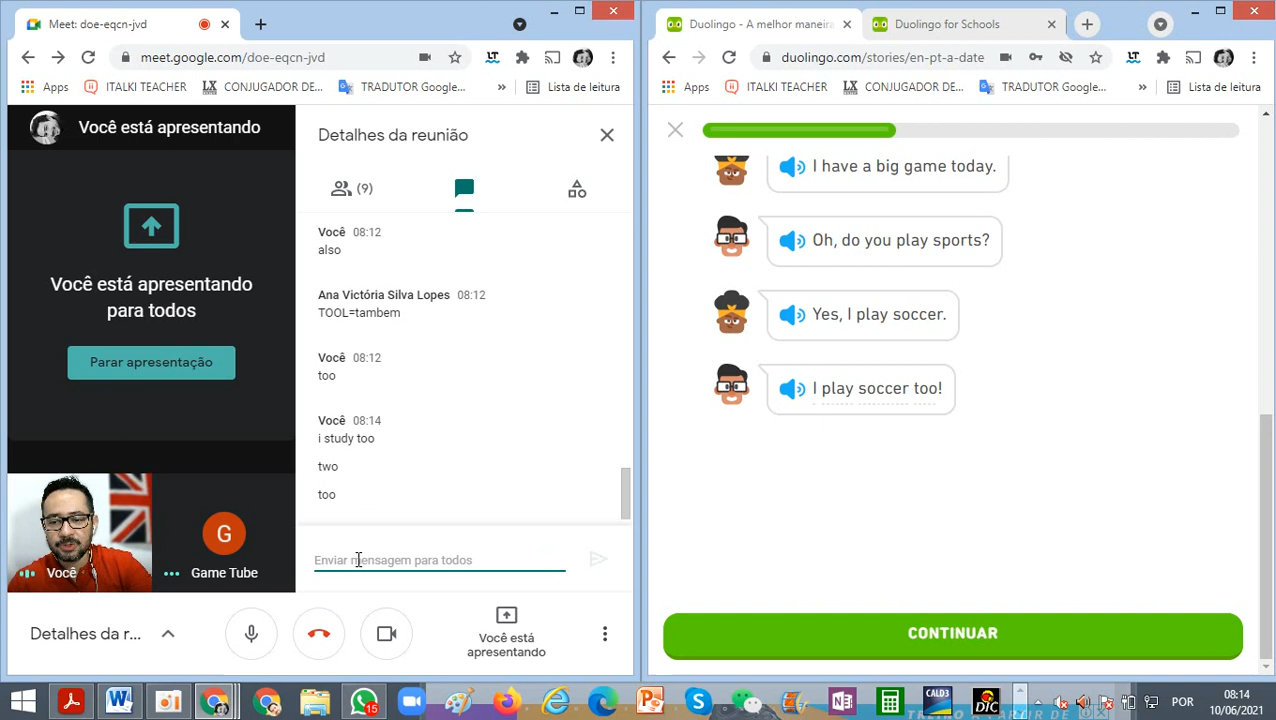 Meet: doe-eqcn-jvd
Duolingo - A melhor maneira
Duolingo for Schools
meet.google.com/doe-eqcn-jvd
duolingo.com/stories/en-pt-a-date
Apps
ITALKI TEACHER
CONJUGADOR DE...
TRADUTOR Google...
»
Lista de leitura
Apps
ITALKI TEACHER
CONJUGADOR DE...
TRADUTOR Google...
»
Lista de leitura
Você está apresentando
Você está apresentando
para todos
Parar apresentação
Você
G
Game Tube
Detalhes da reunião
(9)
Você 08:12
also
Ana Victória Silva Lopes 08:12
TOOL=tambem
Você 08:12
too
Você 08:14
i study too
two
too
Enviar mensagem para todos
Detalhes da r...
Você está
apresentando
I have a big game today.
Oh, do you play sports?
Yes, I play soccer.
I play soccer too!
CONTINUAR
15
CALD3
DIC
POR
08:14
10/06/2021